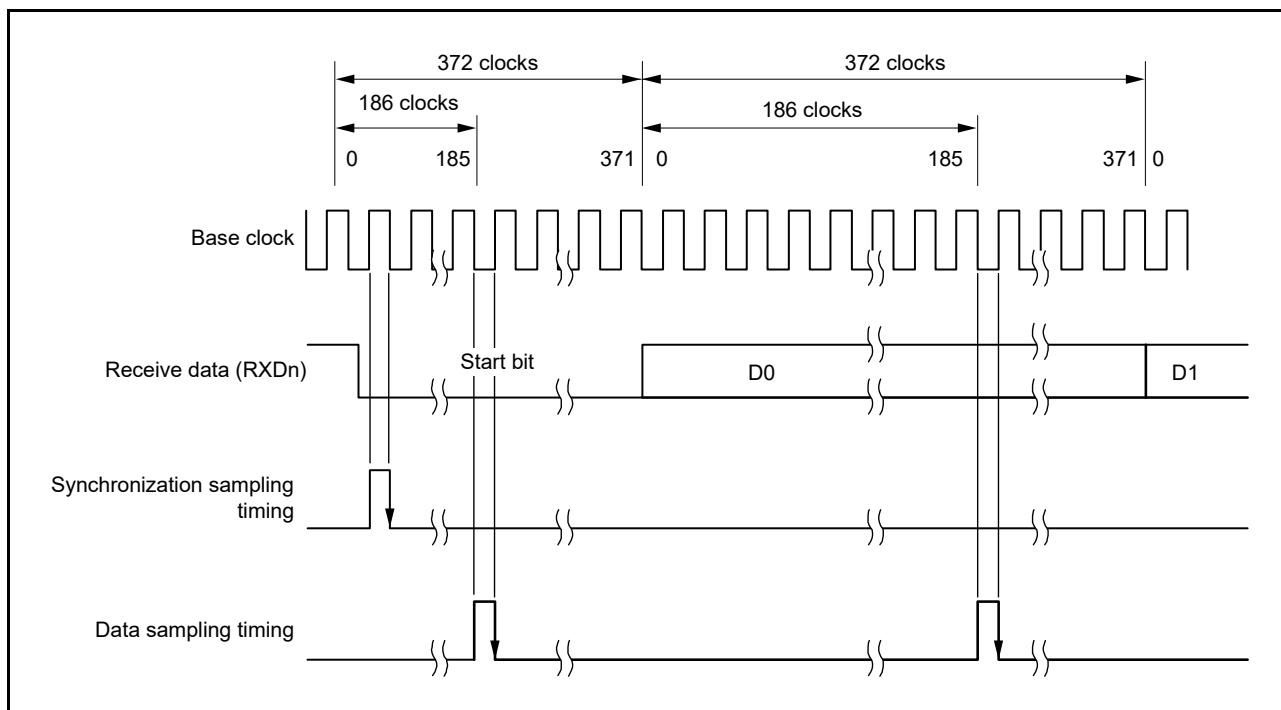 372 clocks
372 clocks
186 clocks
186 clocks
0
185
371
0
185
371
0
Base clock
Receive data (RXDn)
Start bit
D0
D1
Synchronization sampling
timing
Data sampling timing